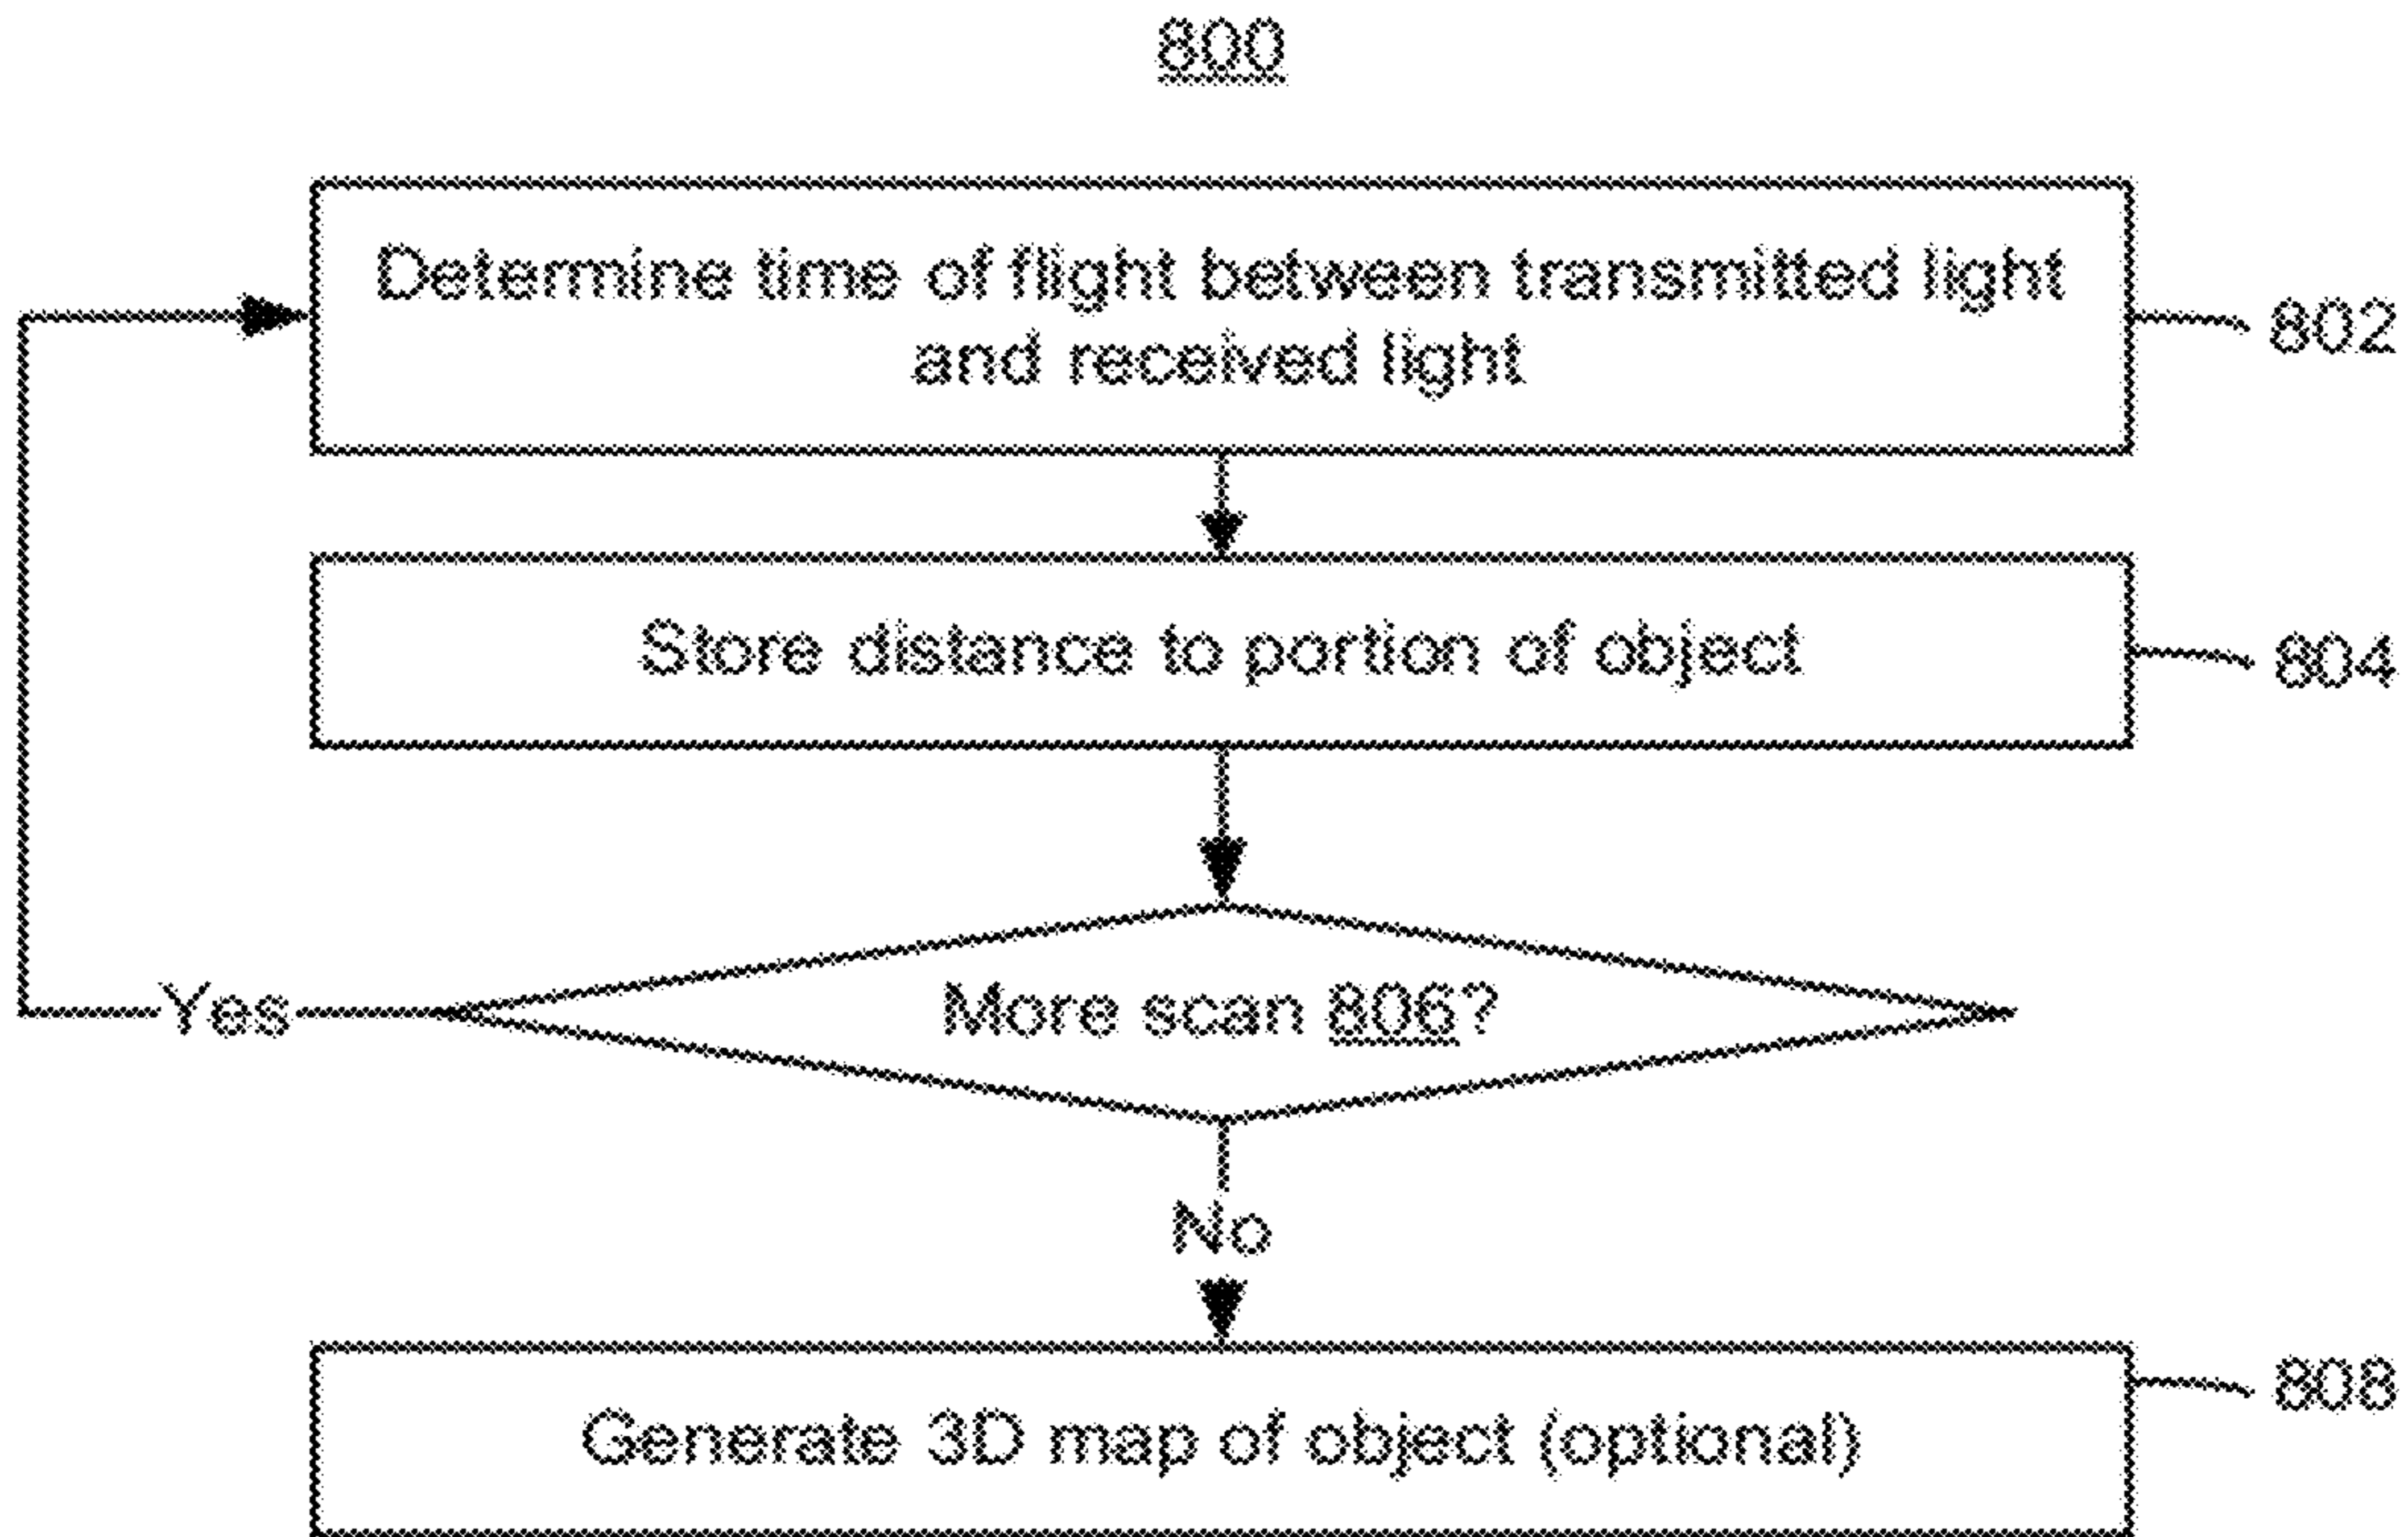 800
Determine time of flight between transmitted light
and received light
802
Store distance to portion of object
804
More scan 806?
Yes
No
808
Generate 3D map of object (optional)